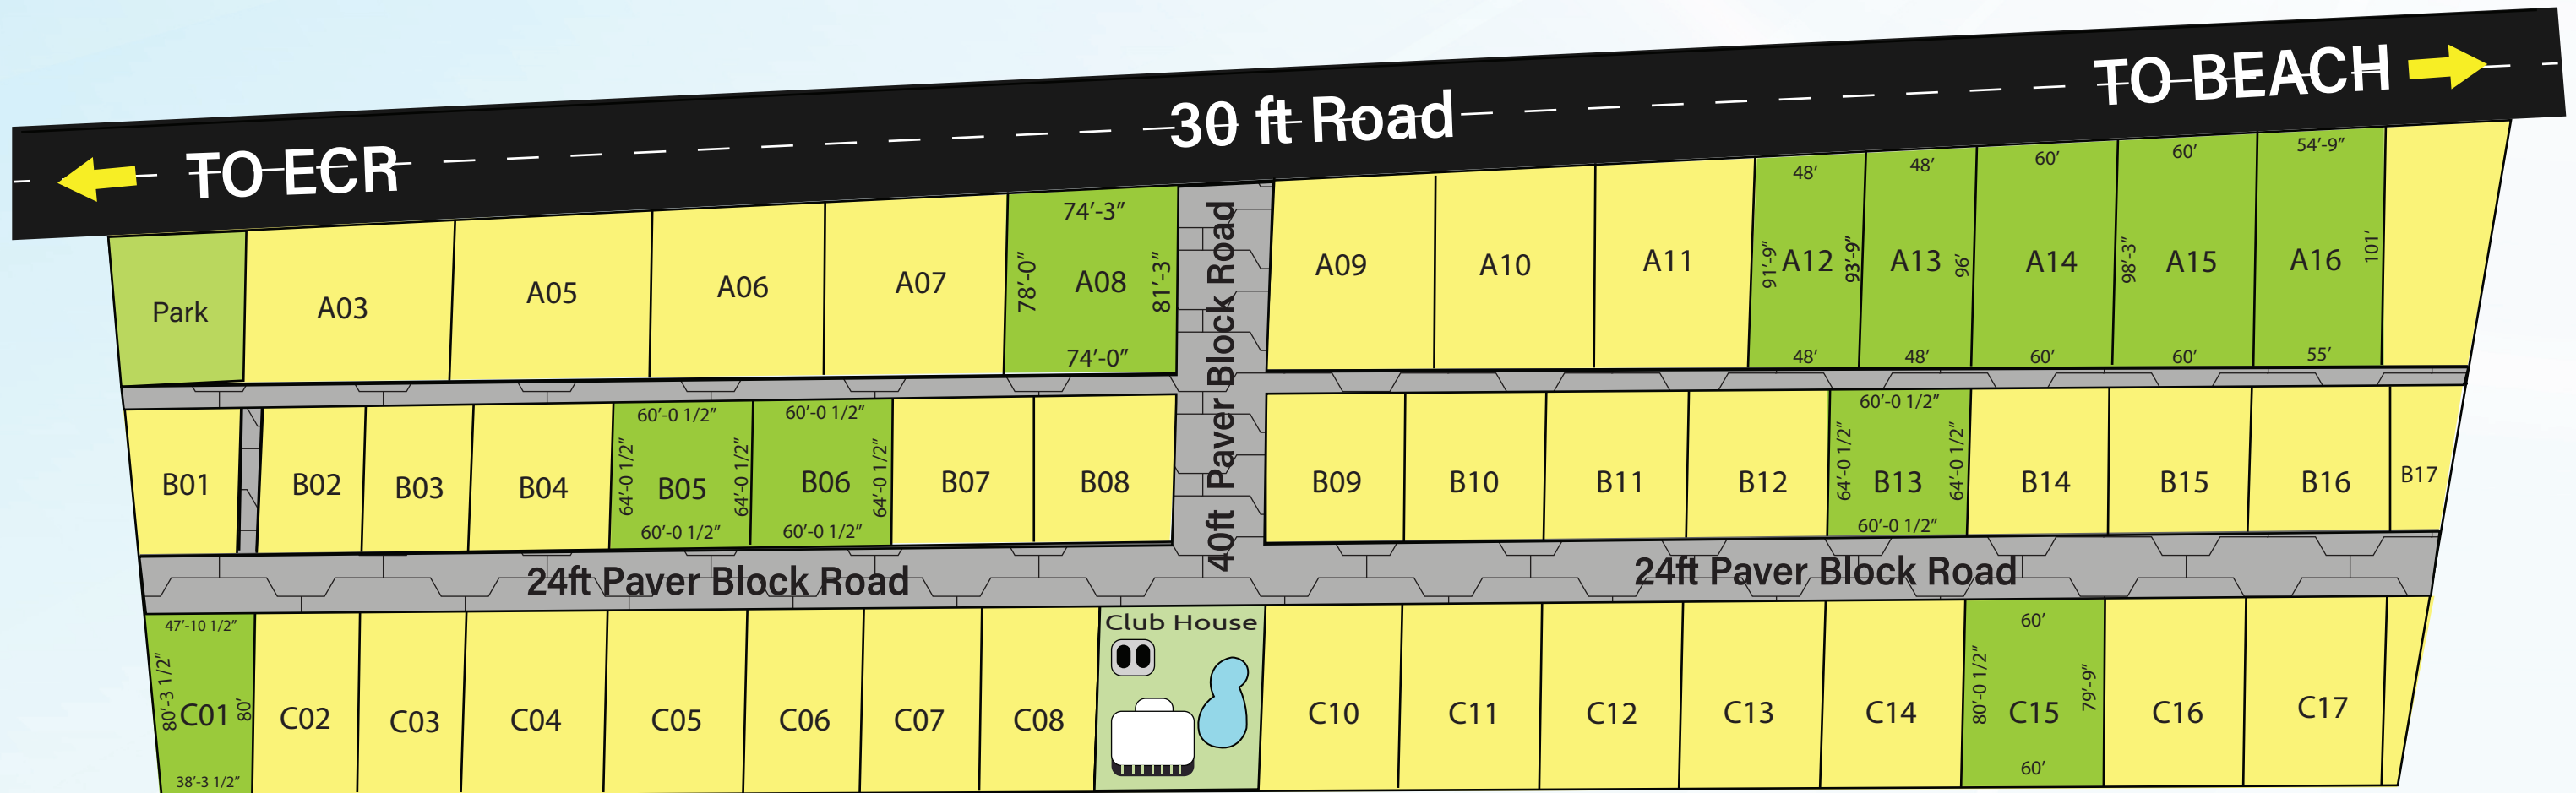 TO BEACH
30 ft Road
TO ECR
Park
A03
A05
A06
A07
74’-3”
78’-0”
A08
81’-3”
74’-0”
40ft Paver Block Road
A09
A10
A11
48’
91’-9”
A12
93’-9”
48’
48’
A13
96’
48’
60’
A14
60’
60’
98’-3”
A15
60’
54’-9”
A16
101’
55’
B01
B02
B03
B04
60’-0 1/2”
64’-0 1/2”
B05
64’-0 1/2”
60’-0 1/2”
60’-0 1/2”
B06
64’-0 1/2”
60’-0 1/2”
B07
B08
B09
B10
B11
B12
60’-0 1/2”
64’-0 1/2”
B13
64’-0 1/2”
60’-0 1/2”
B14
B15
B16
B17
24ft Paver Block Road
24ft Paver Block Road
47’-10 1/2”
80’-3 1/2”
C01
80’
38’-3 1/2”
C02
C03
C04
C05
C06
C07
C08
Club House
C10
C11
C12
C13
C14
60’
80’-0 1/2”
C15
79’-9”
60’
C16
C17